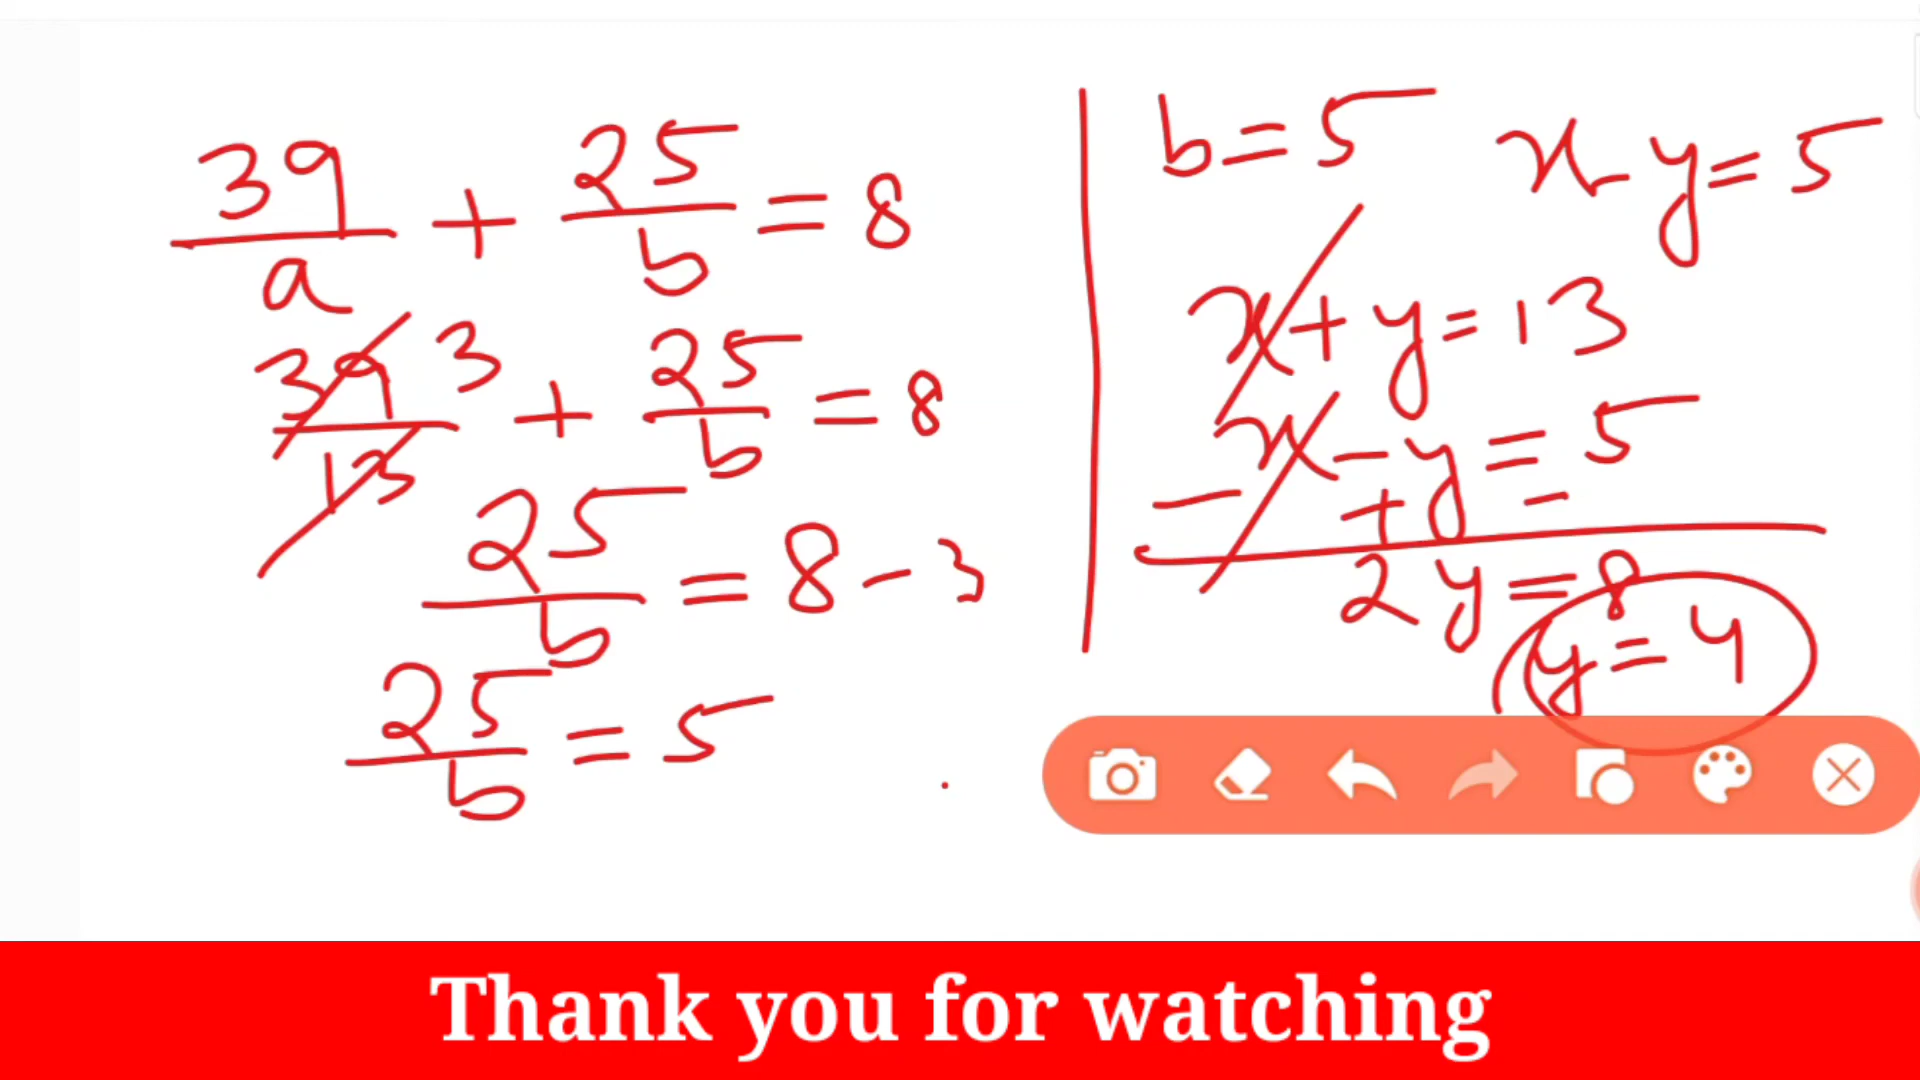 39/a + 25/b = 8
39/13 3 + 25/b = 8
25/b = 8 - 3
25/b = 5
b = 5
x - y = 5
x + y = 13
x - y = 5
- + -
2y = 8
y = 4
Thank you for watching